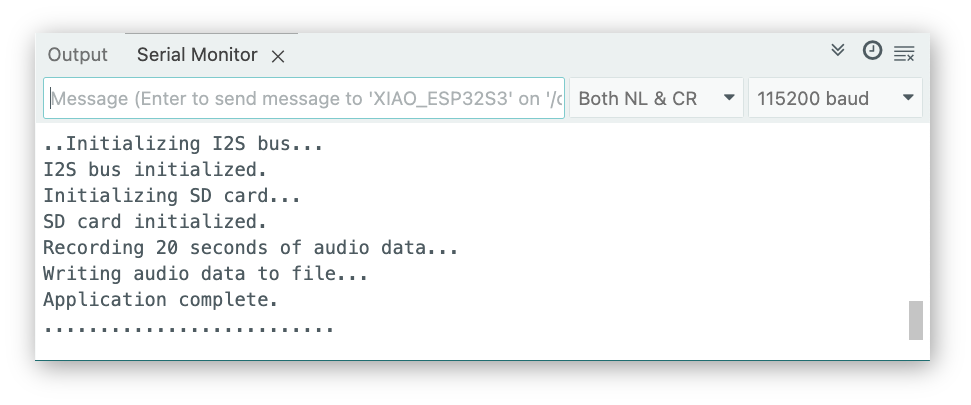 Output Serial Monitor
Message (Enter to send message to 'XIAO_ESP32S3' on '/ Both NL & CR 115200 baud
..Initializing I2S bus...
I2S bus initialized.
Initializing SD card...
SD card initialized.
Recording 20 seconds of audio data...
Writing audio data to file...
Application complete.
..........................